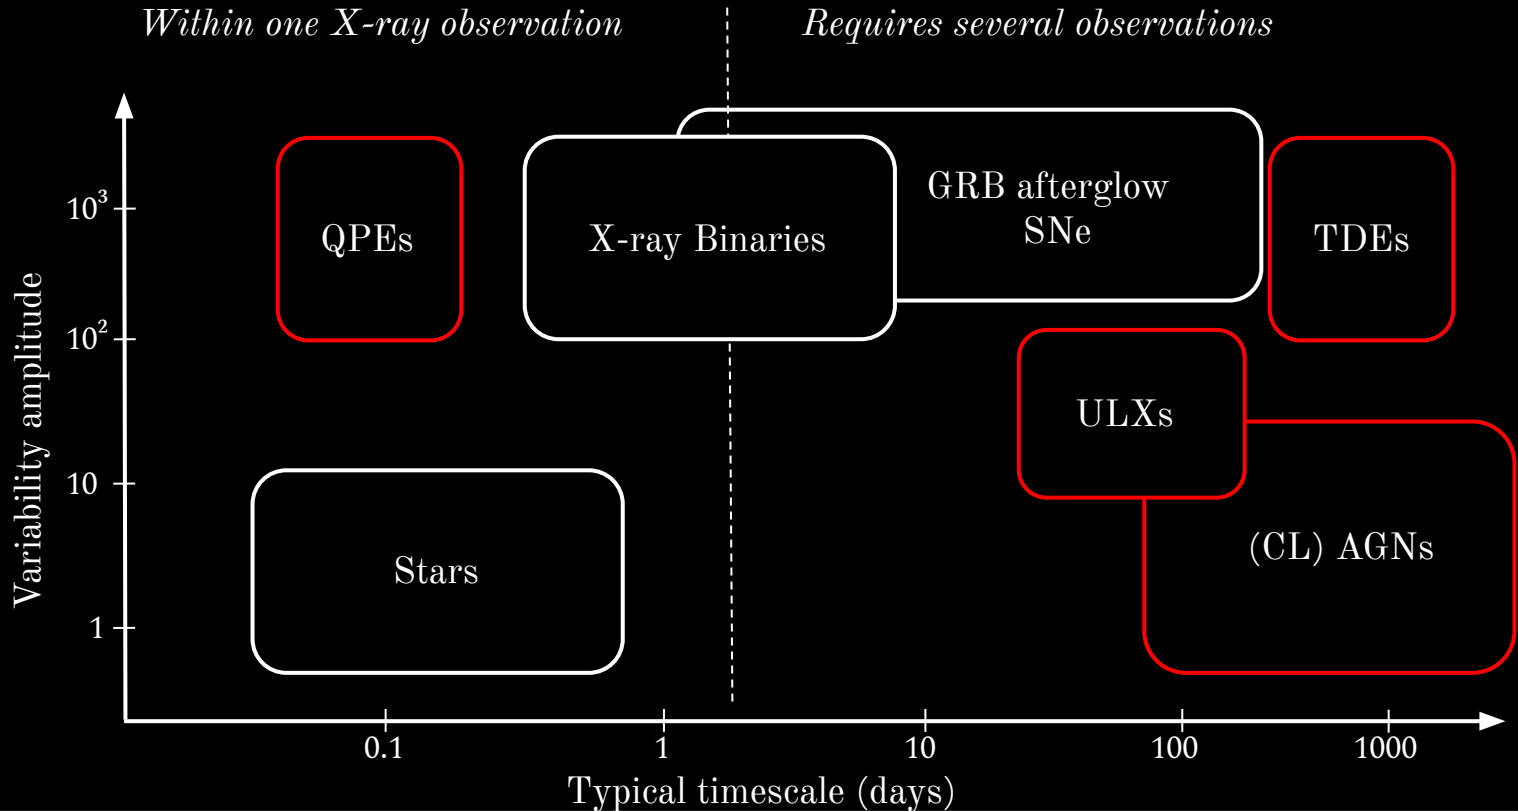 Within one X-ray observation
Requires several observations
Variability amplitude
10³
10²
10
1
QPEs
X-ray Binaries
GRB afterglow
SNe
TDEs
ULXs
(CL) AGNs
Stars
0.1
1
10
100
1000
Typical timescale (days)